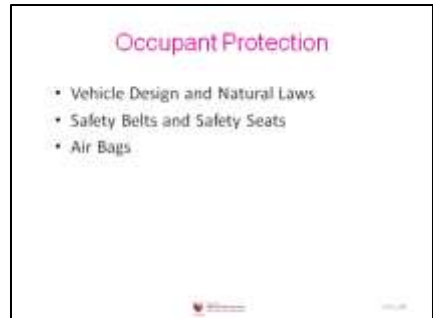 Occupant Protection
• Vehicle Design and Natural Laws
• Safety Belts and Safety Seats
• Air Bags